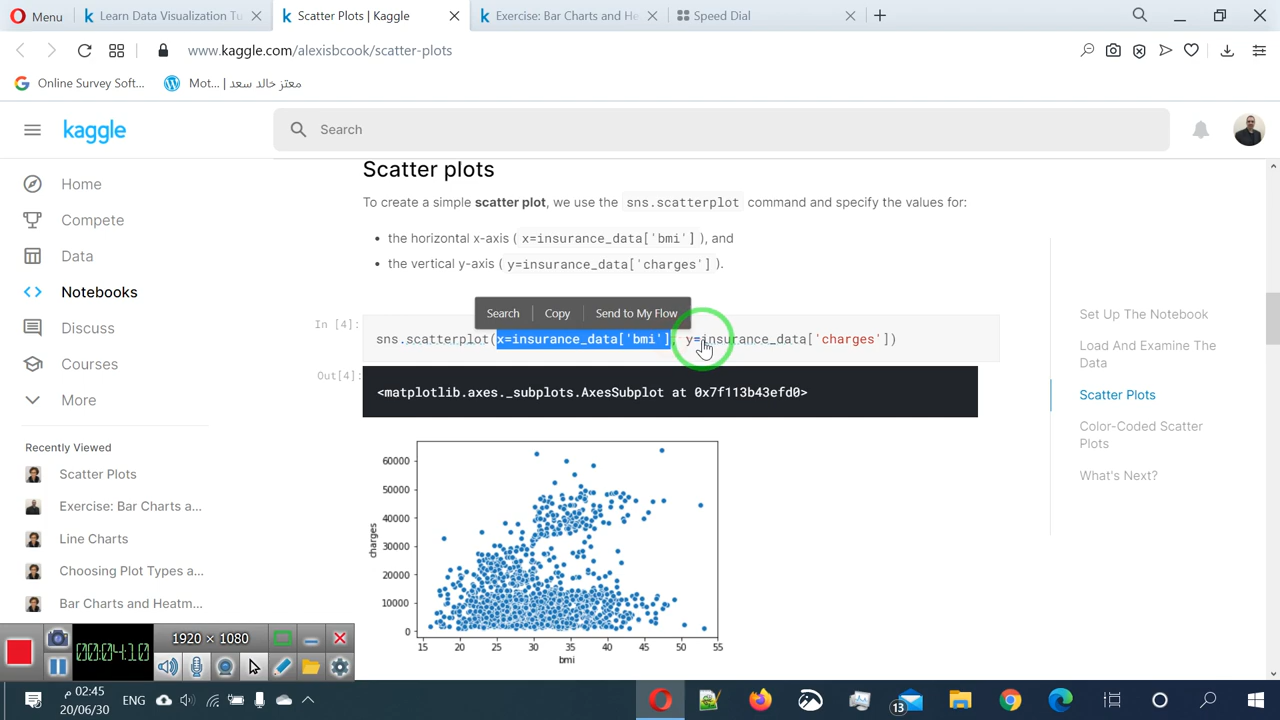 Menu
Learn Data Visualization Tu
Scatter Plots | Kaggle
Exercise: Bar Charts and He
Speed Dial
www.kaggle.com/alexisbcook/scatter-plots
Online Survey Soft...
Mot... | معتز خالد سعد
kaggle
Search
Home
Compete
Data
Notebooks
Discuss
Courses
More
Recently Viewed
Scatter Plots
Exercise: Bar Charts a...
Line Charts
Choosing Plot Types a...
Bar Charts and Heatm...
Scatter plots
To create a simple scatter plot, we use the sns.scatterplot command and specify the values for:
• the horizontal x-axis ( x=insurance_data['bmi'] ), and
• the vertical y-axis ( y=insurance_data['charges'] ).
Search Copy Send to My Flow
In [4]:
sns.scatterplot(x=insurance_data['bmi'], y=insurance_data['charges'])
Out[4]:
<matplotlib.axes._subplots.AxesSubplot at 0x7f113b43efd0>
60000
50000
40000
30000
20000
10000
0
charges
15 20 25 30 35 40 45 50 55
bmi
Set Up The Notebook
Load And Examine The
Data
Scatter Plots
Color-Coded Scatter
Plots
What's Next?
1920 × 1080
00:04:10
02:45 م
20/06/30
ENG
13